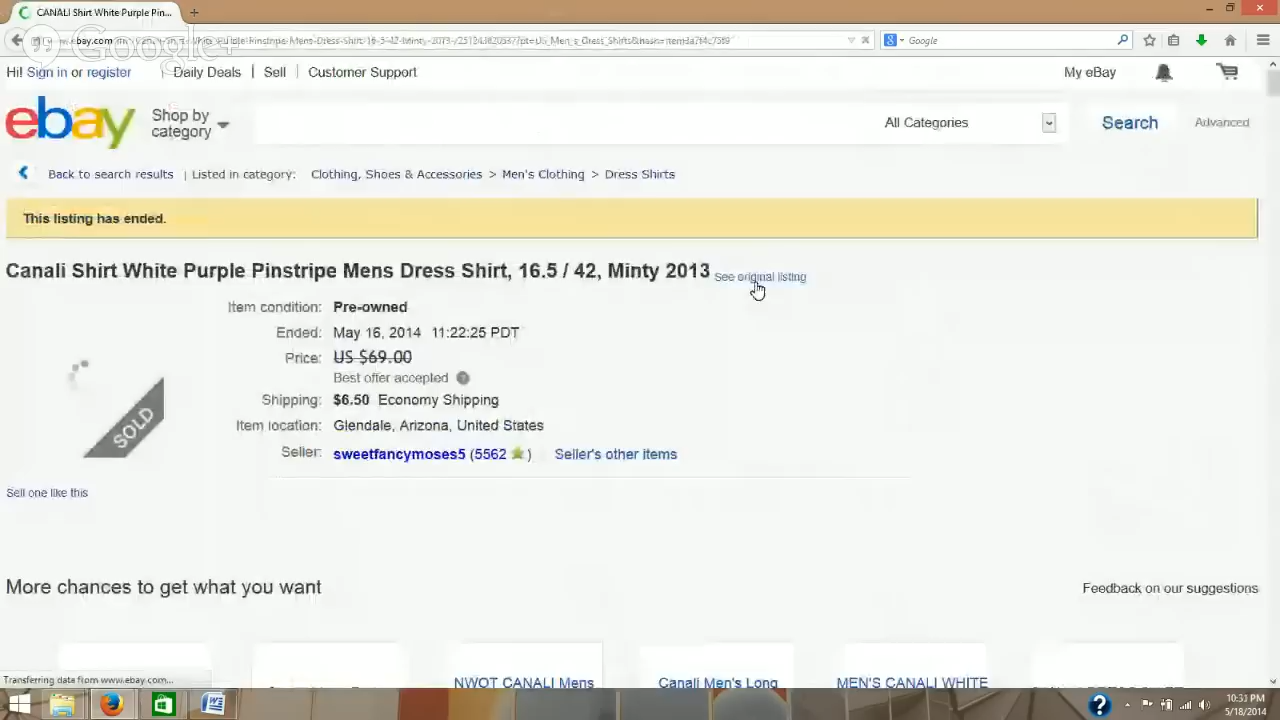 CANALI Shirt White Purple Pin...
Google+
Google
Hi! Sign in or register | Daily Deals | Sell | Customer Support
My eBay
ebay
Shop by category
All Categories
Search
Advanced
Back to search results | Listed in category: Clothing, Shoes & Accessories > Men's Clothing > Dress Shirts
This listing has ended.
Canali Shirt White Purple Pinstripe Mens Dress Shirt, 16.5 / 42, Minty 2013 See original listing
Item condition: Pre-owned
Ended: May 16, 2014 11:22:25 PDT
Price: US $69.00
Best offer accepted
Shipping: $6.50 Economy Shipping
Item location: Glendale, Arizona, United States
Seller: sweetfancymoses5 (5562 ) Seller's other items
SOLD
Sell one like this
More chances to get what you want
Feedback on our suggestions
NWOT CANALI Mens
Canali Men's Long
MEN'S CANALI WHITE
Transferring data from www.ebay.com...
10:31 PM
5/18/2014